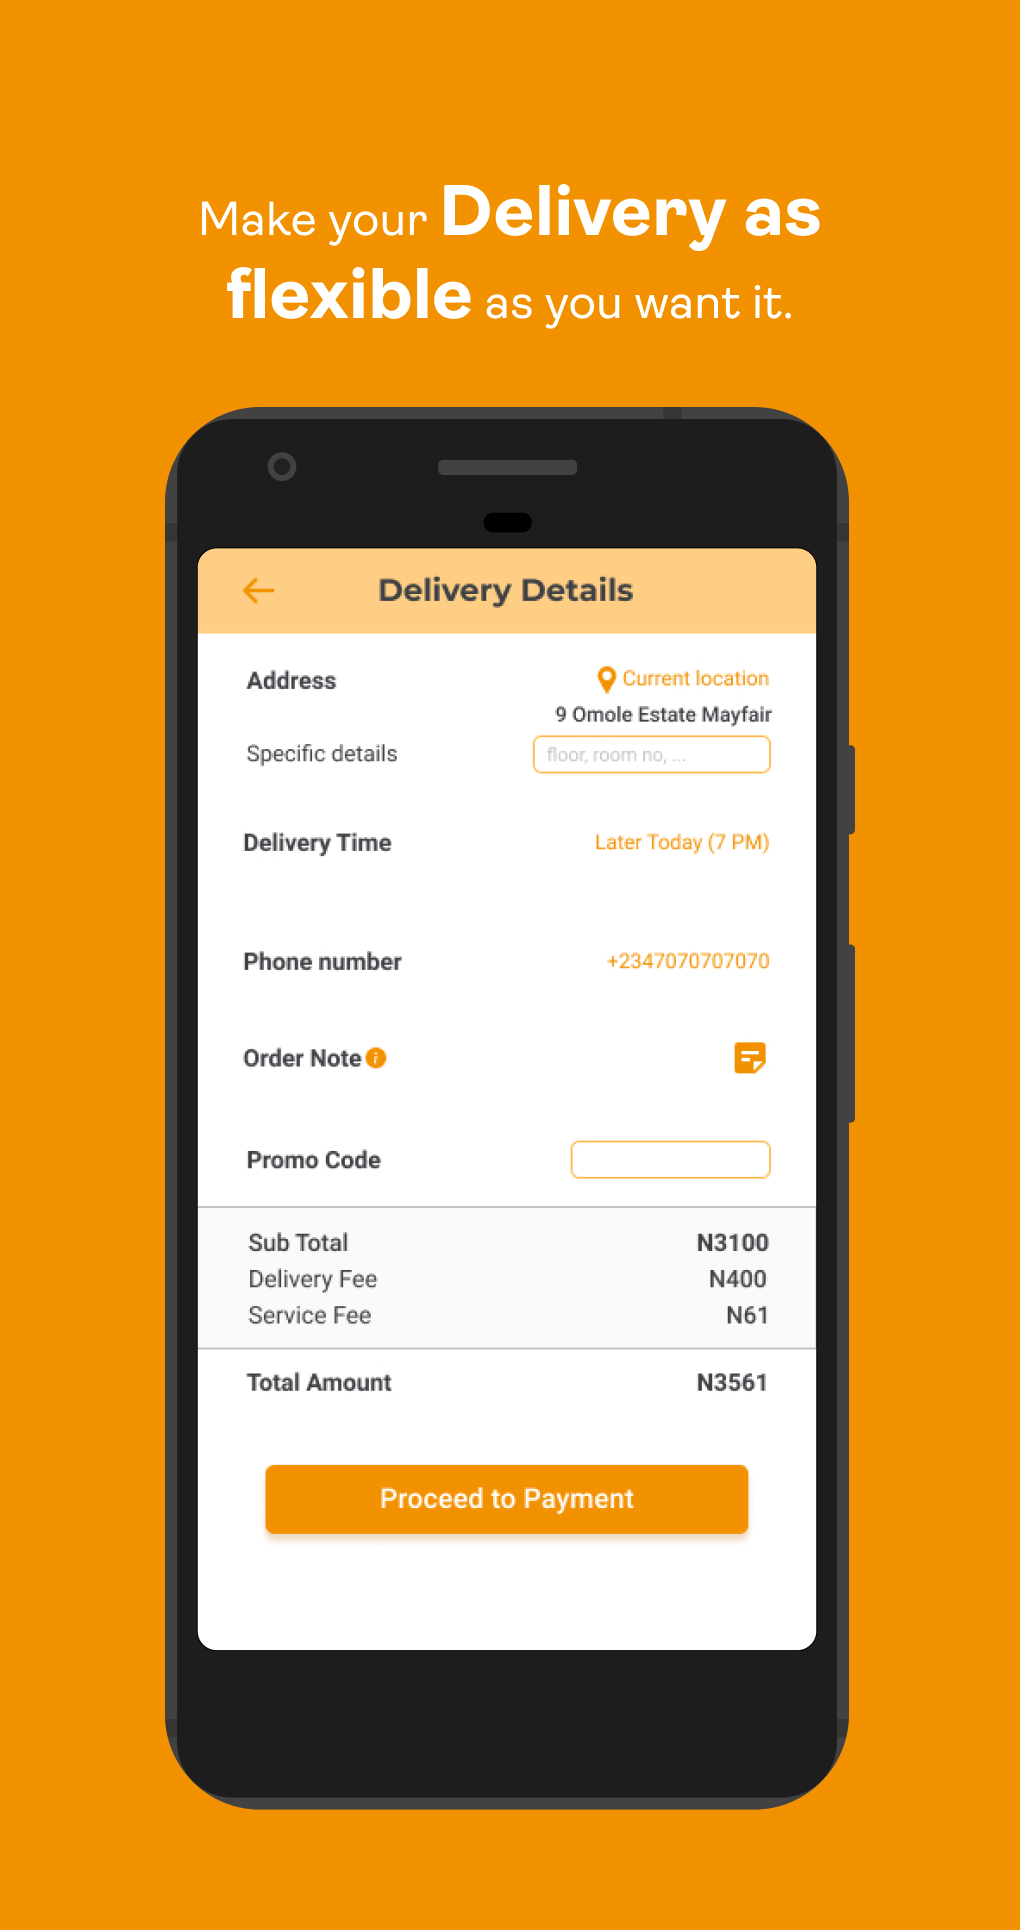 Make your Delivery as
flexible as you want it.
Delivery Details
Address
Current location
9 Omole Estate Mayfair
Specific details
floor, room no, ...
Delivery Time
Later Today (7 PM)
Phone number
+2347070707070
Order Note i
Promo Code
Sub Total
N3100
Delivery Fee
N400
Service Fee
N61
Total Amount
N3561
Proceed to Payment